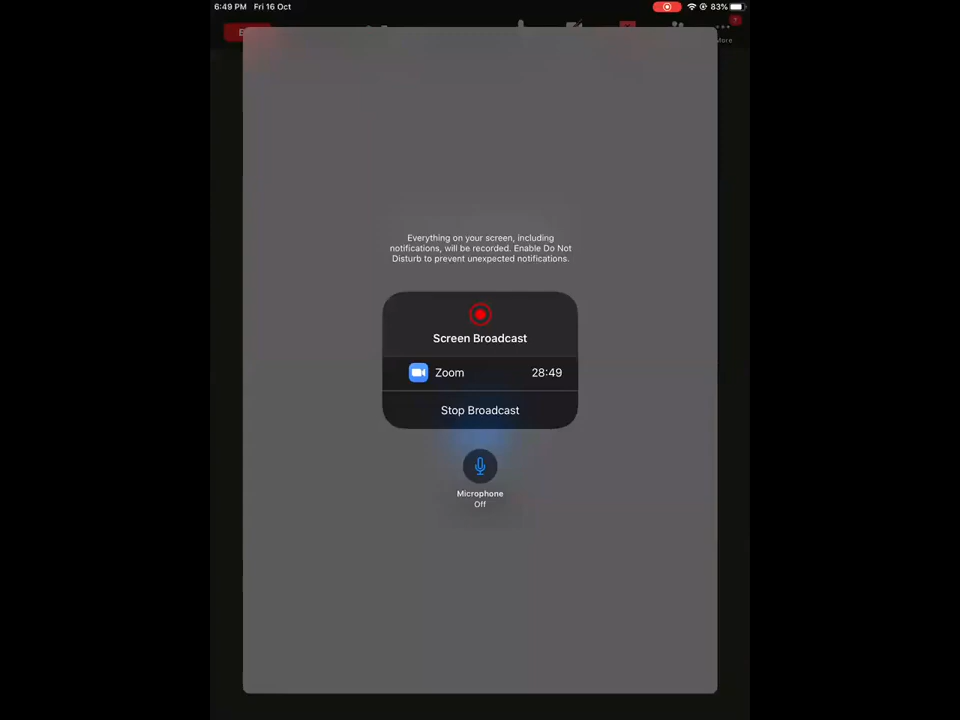 6:49 PM Fri 16 Oct
83%
More
Everything on your screen, including
notifications, will be recorded. Enable Do Not
Disturb to prevent unexpected notifications.
Screen Broadcast
Zoom 28:49
Stop Broadcast
Microphone
Off